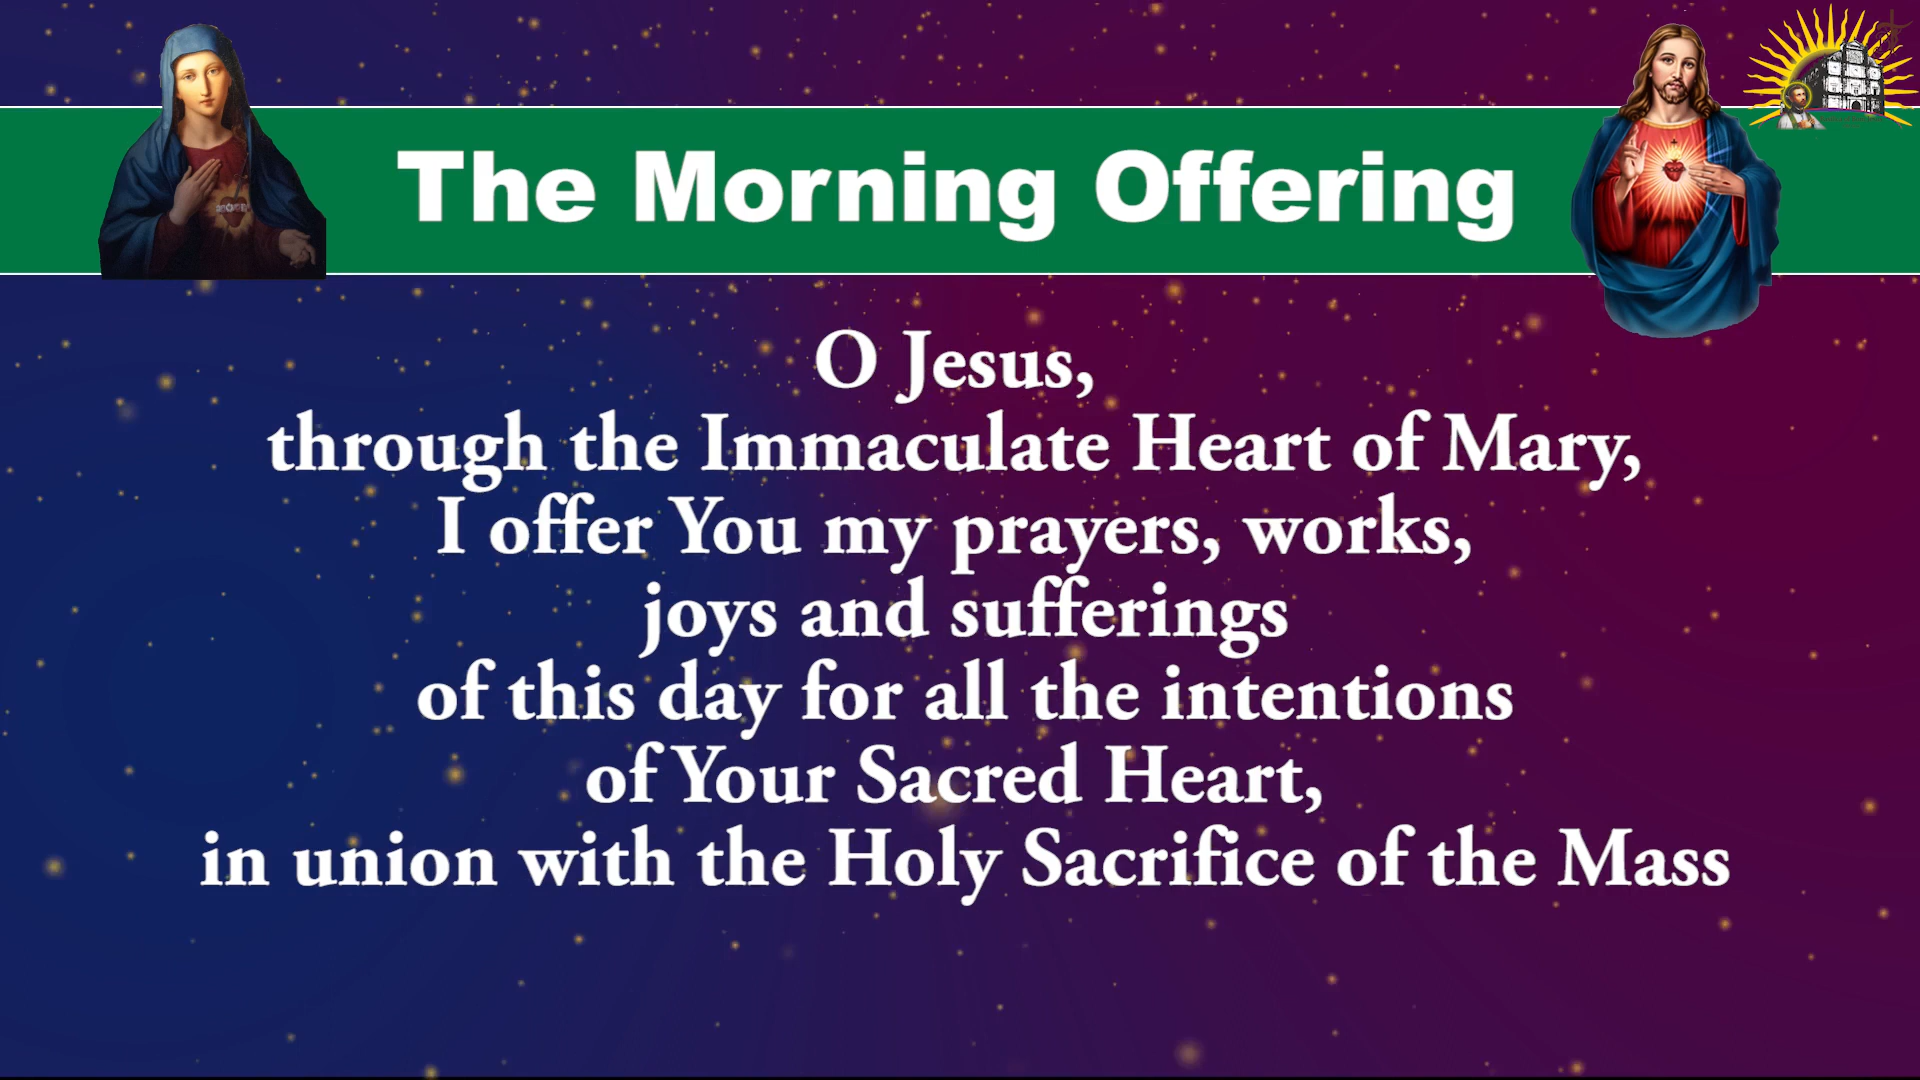 The Morning Offering
O Jesus,
through the Immaculate Heart of Mary,
I offer You my prayers, works,
joys and sufferings
of this day for all the intentions
of Your Sacred Heart,
in union with the Holy Sacrifice of the Mass